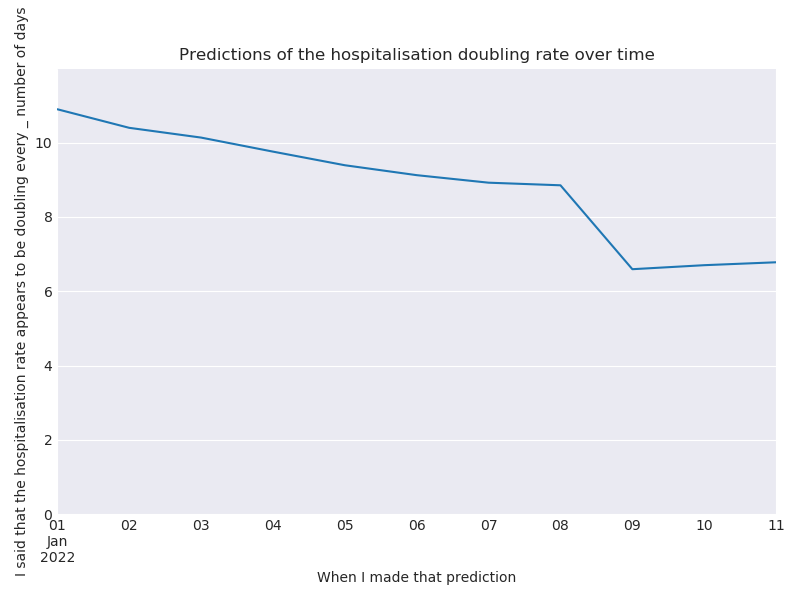 Predictions of the hospitalisation doubling rate over time
I said that the hospitalisation rate appears to be doubling every _ number of days
10
8
6
4
2
0
01 02 03 04 05 06 07 08 09 10 11
Jan
2022
When I made that prediction